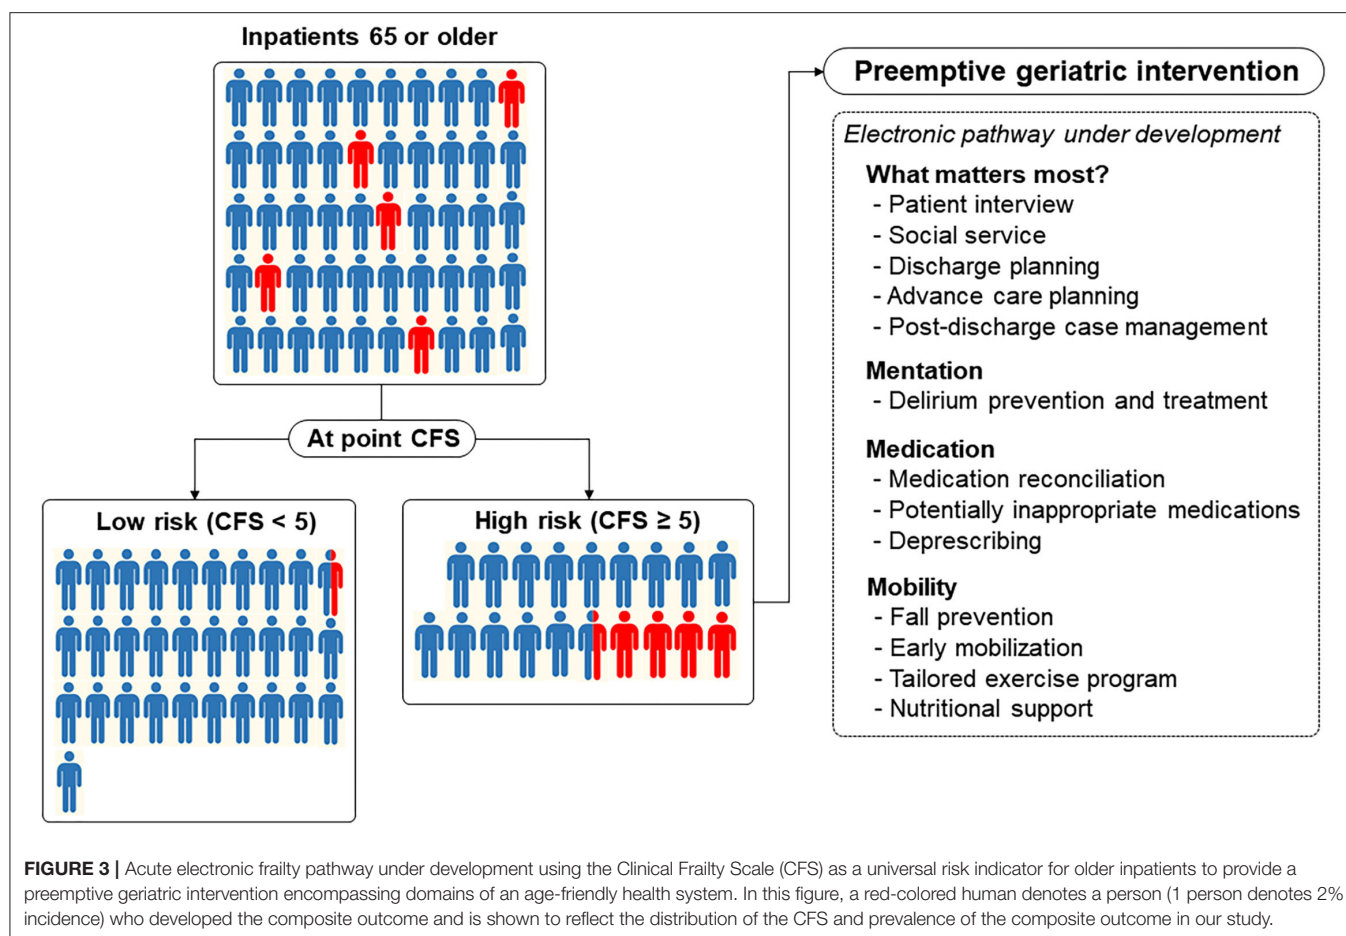 Inpatients 65 or older
At point CFS
Low risk (CFS < 5)
High risk (CFS ≥ 5)
Preemptive geriatric intervention
Electronic pathway under development
What matters most?
- Patient interview
- Social service
- Discharge planning
- Advance care planning
- Post-discharge case management
Mentation
- Delirium prevention and treatment
Medication
- Medication reconciliation
- Potentially inappropriate medications
- Deprescribing
Mobility
- Fall prevention
- Early mobilization
- Tailored exercise program
- Nutritional support
FIGURE 3 | Acute electronic frailty pathway under development using the Clinical Frailty Scale (CFS) as a universal risk indicator for older inpatients to provide a
preemptive geriatric intervention encompassing domains of an age-friendly health system. In this figure, a red-colored human denotes a person (1 person denotes 2%
incidence) who developed the composite outcome and is shown to reflect the distribution of the CFS and prevalence of the composite outcome in our study.